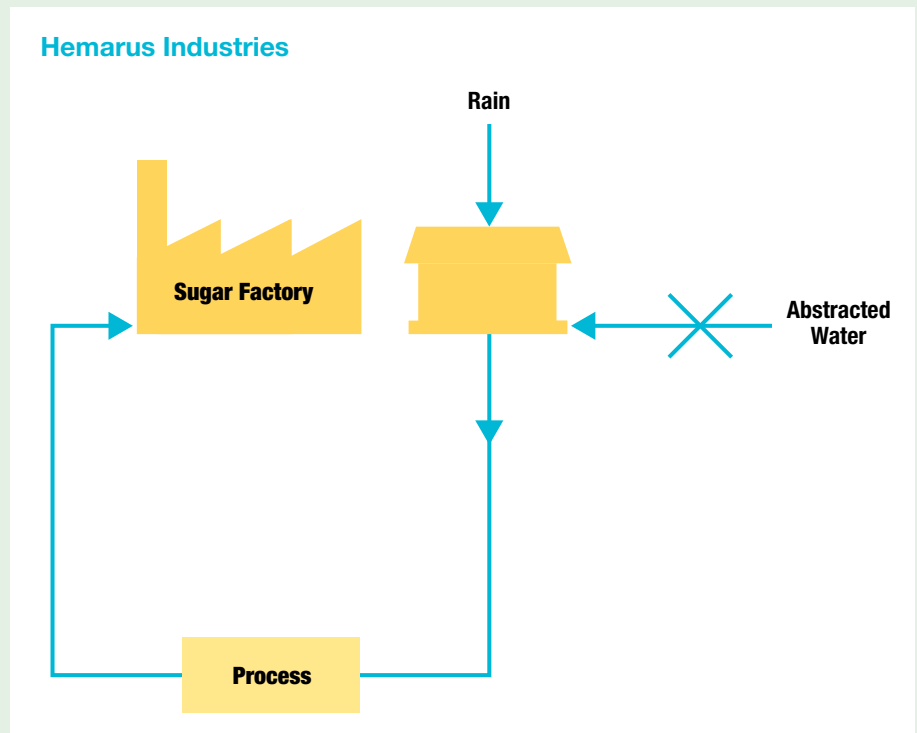 Hemarus Industries
Rain
Sugar Factory
Abstracted
Water
Process